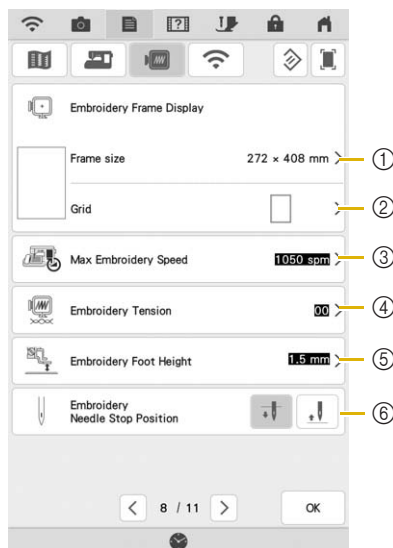 Embroidery Frame Display
Frame size 272 × 408 mm ①
Grid ②
Max Embroidery Speed 1050 spm ③
Embroidery Tension 00 ④
Embroidery Foot Height 1.5 mm ⑤
Embroidery
Needle Stop Position ⑥
8 / 11 OK